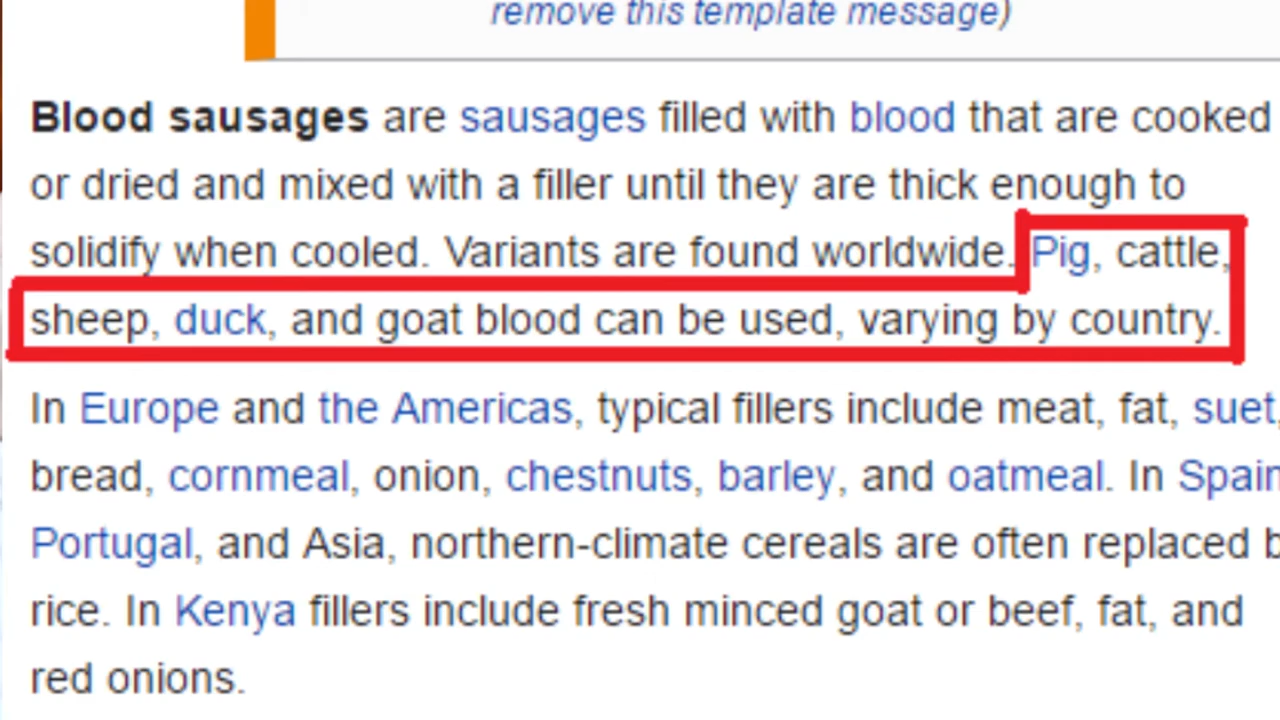 remove this template message)
Blood sausages are sausages filled with blood that are cooked
or dried and mixed with a filler until they are thick enough to
solidify when cooled. Variants are found worldwide. Pig, cattle,
sheep, duck, and goat blood can be used, varying by country.
In Europe and the Americas, typical fillers include meat, fat, suet,
bread, cornmeal, onion, chestnuts, barley, and oatmeal. In Spain
Portugal, and Asia, northern-climate cereals are often replaced b
rice. In Kenya fillers include fresh minced goat or beef, fat, and
red onions.